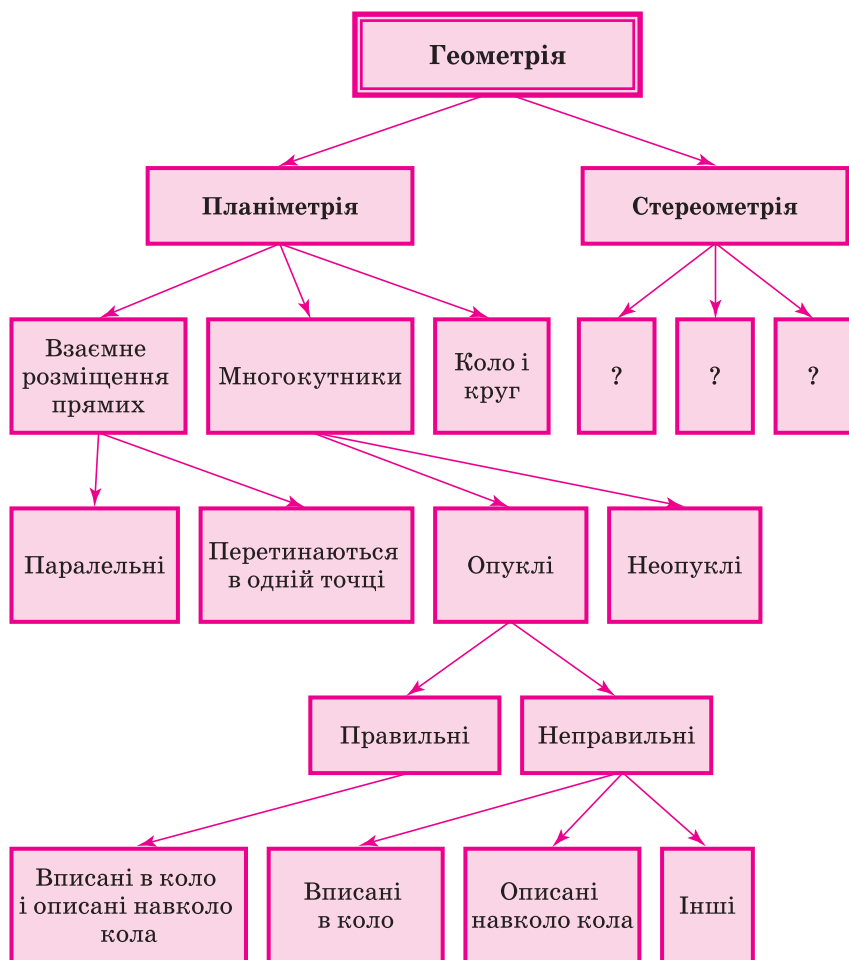 Геометрія
Планіметрія
Стереометрія
Взаємне
розміщення
прямих
Многокутники
Коло і
круг
?
?
?
Паралельні
Перетинаються
в одній точці
Опуклі
Неопуклі
Правильні
Неправильні
Вписані в коло
і описані навколо
кола
Вписані
в коло
Описані
навколо кола
Інші